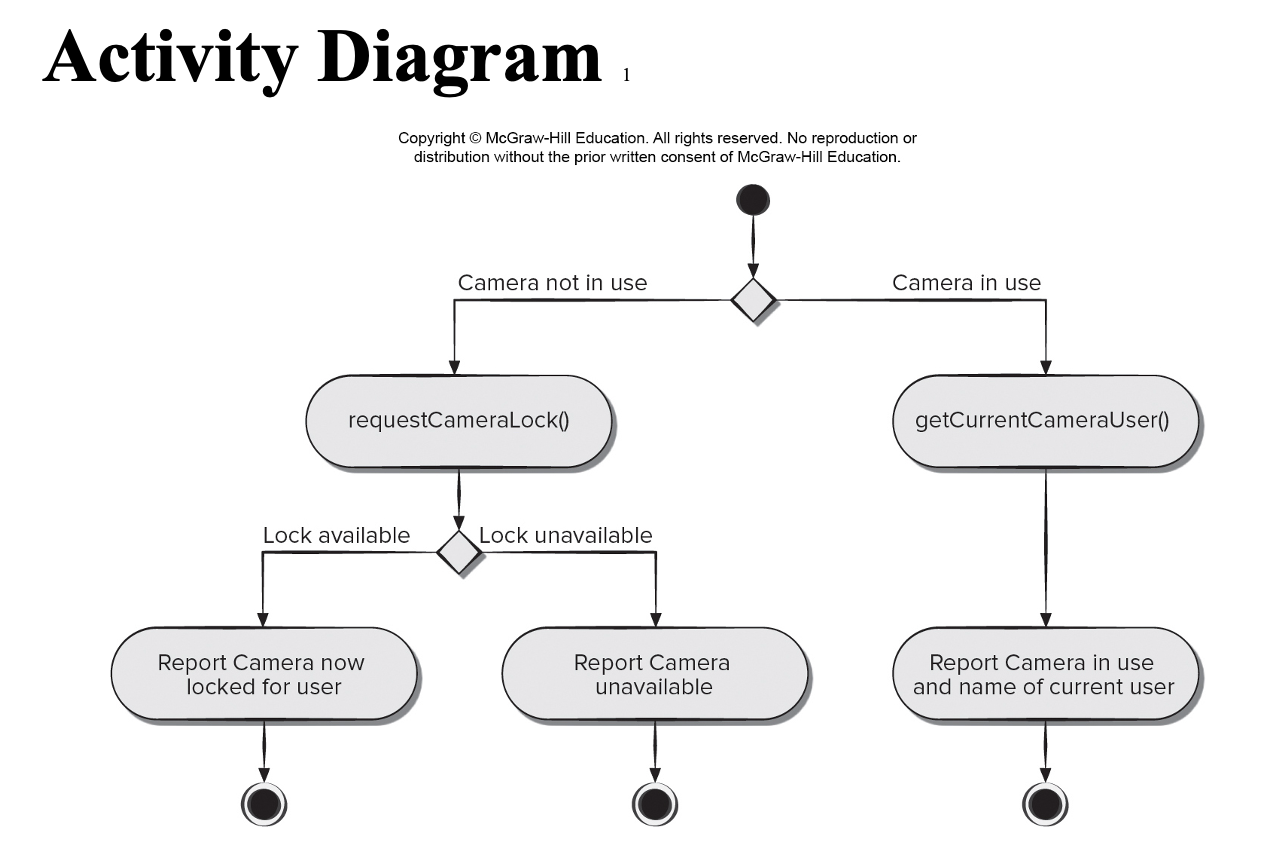 Activity Diagram 1
Copyright © McGraw-Hill Education. All rights reserved. No reproduction or
distribution without the prior written consent of McGraw-Hill Education.
Camera not in use
Camera in use
requestCameraLock()
getCurrentCameraUser()
Lock available
Lock unavailable
Report Camera now
locked for user
Report Camera
unavailable
Report Camera in use
and name of current user